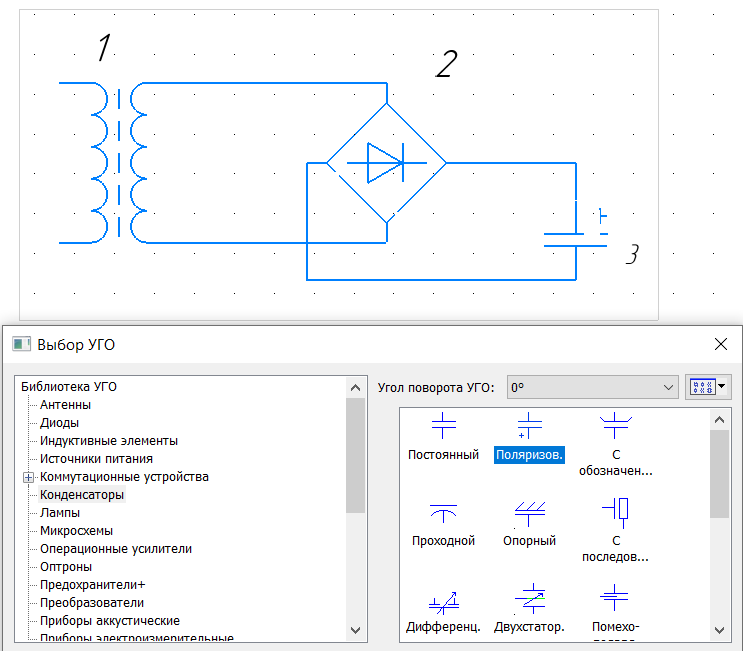 1
2
3
Выбор УГО
Библиотека УГО
Антенны
Диоды
Индуктивные элементы
Источники питания
Коммутационные устройства
Конденсаторы
Лампы
Микросхемы
Операционные усилители
Оптроны
Предохранители+
Преобразователи
Приборы акустические
Приборы электроизмерительные
Угол поворота УГО:
0°
Постоянный
Поляризов.
С
обозначен...
Проходной
Опорный
С
последов...
Дифференц.
Двухстатор.
Помехо-